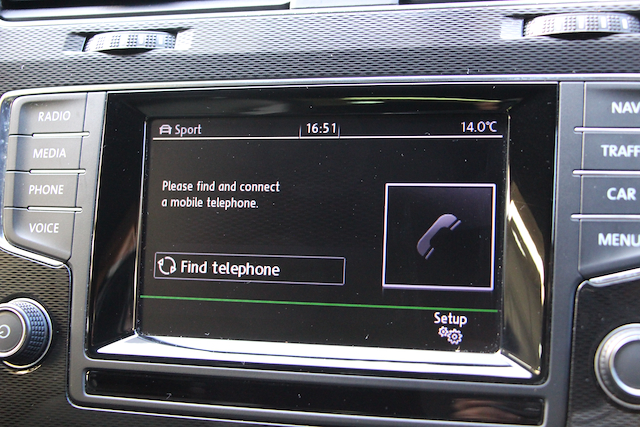 RADIO
MEDIA
PHONE
VOICE
Sport
16:51
14.0°C
Please find and connect
a mobile telephone.
Find telephone
Setup
NAV
TRAFF
CAR
MENU